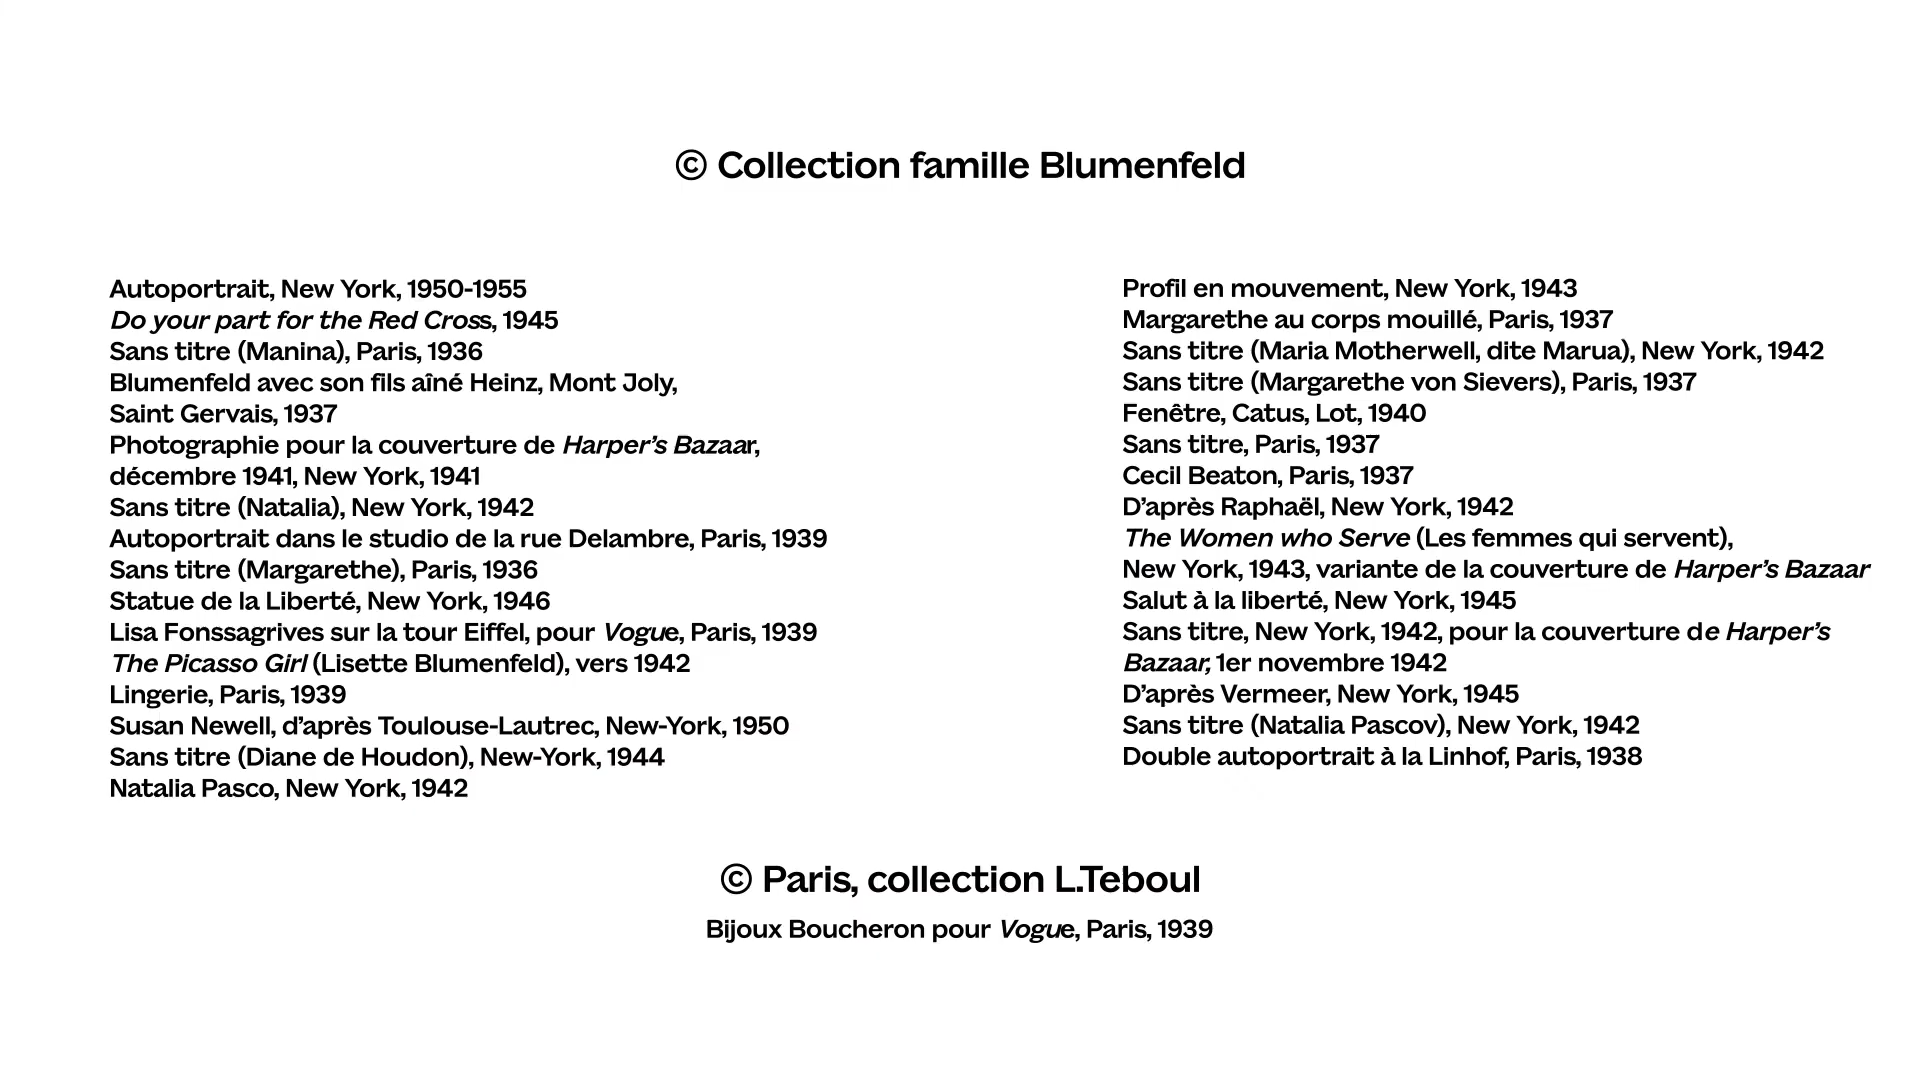 © Collection famille Blumenfeld
Autoportrait, New York, 1950-1955
Do your part for the Red Cross, 1945
Sans titre (Manina), Paris, 1936
Blumenfeld avec son fils aîné Heinz, Mont Joly,
Saint Gervais, 1937
Photographie pour la couverture de Harper’s Bazaar,
décembre 1941, New York, 1941
Sans titre (Natalia), New York, 1942
Autoportrait dans le studio de la rue Delambre, Paris, 1939
Sans titre (Margarethe), Paris, 1936
Statue de la Liberté, New York, 1946
Lisa Fonssagrives sur la tour Eiffel, pour Vogue, Paris, 1939
The Picasso Girl (Lisette Blumenfeld), vers 1942
Lingerie, Paris, 1939
Susan Newell, d’après Toulouse-Lautrec, New-York, 1950
Sans titre (Diane de Houdon), New-York, 1944
Natalia Pasco, New York, 1942
Profil en mouvement, New York, 1943
Margarethe au corps mouillé, Paris, 1937
Sans titre (Maria Motherwell, dite Marua), New York, 1942
Sans titre (Margarethe von Sievers), Paris, 1937
Fenêtre, Catus, Lot, 1940
Sans titre, Paris, 1937
Cecil Beaton, Paris, 1937
D’après Raphaël, New York, 1942
The Women who Serve (Les femmes qui servent),
New York, 1943, variante de la couverture de Harper’s Bazaar
Salut à la liberté, New York, 1945
Sans titre, New York, 1942, pour la couverture de Harper’s
Bazaar, 1er novembre 1942
D’après Vermeer, New York, 1945
Sans titre (Natalia Pascov), New York, 1942
Double autoportrait à la Linhof, Paris, 1938
© Paris, collection L.Teboul
Bijoux Boucheron pour Vogue, Paris, 1939